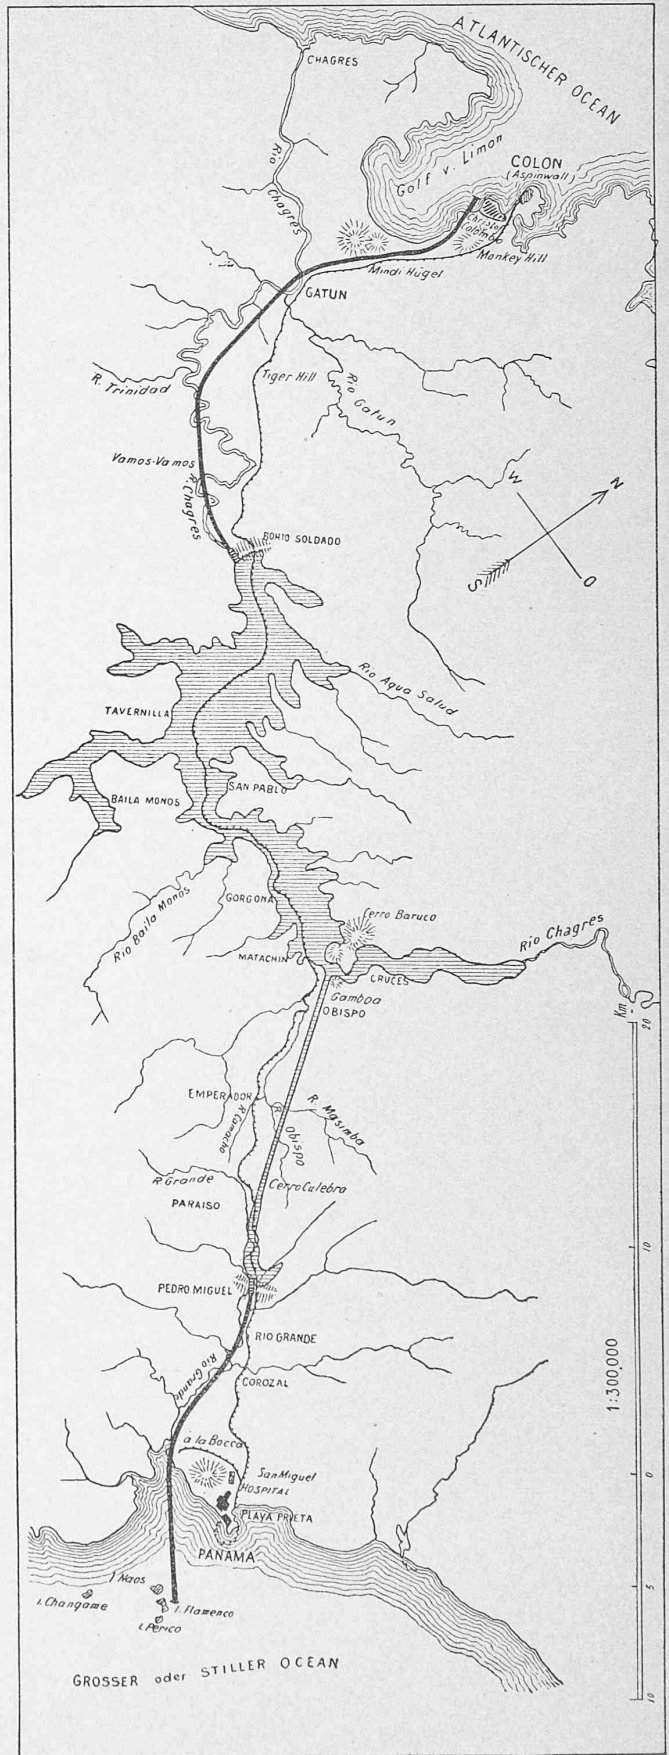 ATLANTISCHER OCEAN
CHAGRES
Rio Chagres
Golf v. Limon
COLON
(Aspinwall)
Christof Colombo
Monkey Hill
Mindi Hügel
GATUN
R. Trinidad
Tiger Hill
Rio Gatun
Vamos-Vamos
R. Chagres
W
N
S
O
BOHIO SOLDADO
Rio Agua Salud
TAVERNILLA
SAN PABLO
BAILA MONOS
Rio Baila Monos
GORGONA
Cerro Baruco
Rio Chagres
MATACHIN
CRUCES
Gamboa
OBISPO
Km
20
EMPERADOR
R. Camacho
R. Obispo
R. Masimba
R. Grande
Cerro Culebra
PARAISO
10
PEDRO MIGUEL
RIO GRANDE
Rio Grande
COROZAL
1:300,000
a la Bocca
San Miguel
HOSPITAL
0
PLAYA PRIETA
PANAMA
I. Naos
I. Changame
I. Flamenco
I. Perico
5
GROSSER oder STILLER OCEAN
10